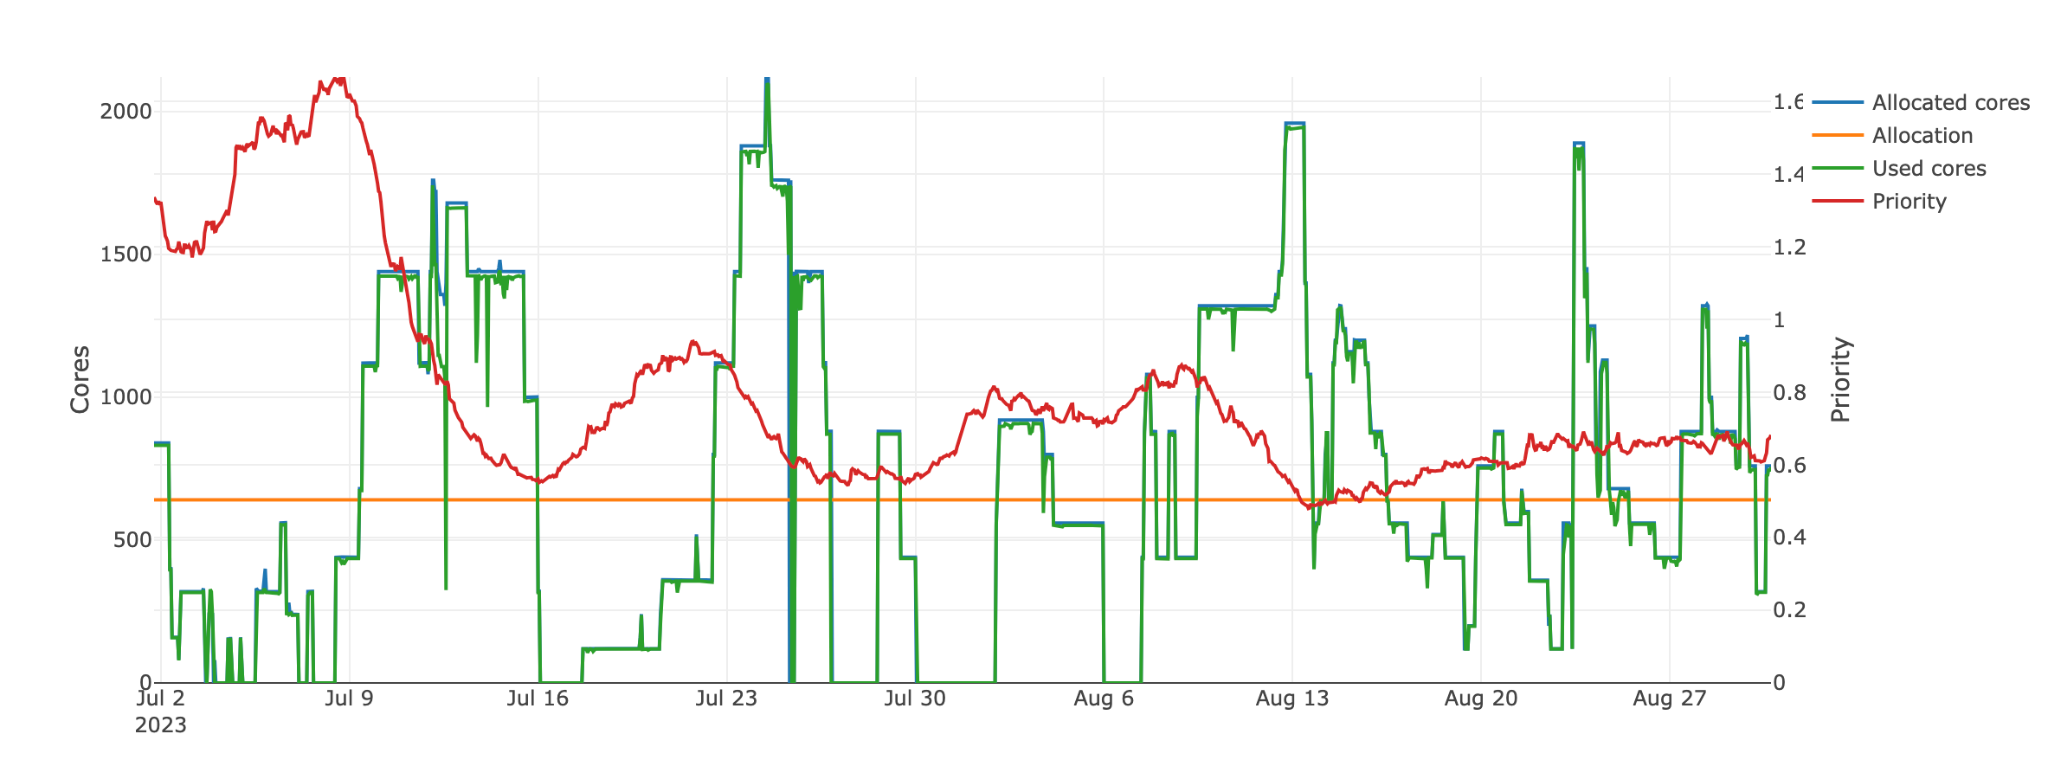 2000
1500
1000
500
0
Cores
1.6
1.4
1.2
1
0.8
0.6
0.4
0.2
0
Priority
Jul 2
2023
Jul 9
Jul 16
Jul 23
Jul 30
Aug 6
Aug 13
Aug 20
Aug 27
Allocated cores
Allocation
Used cores
Priority